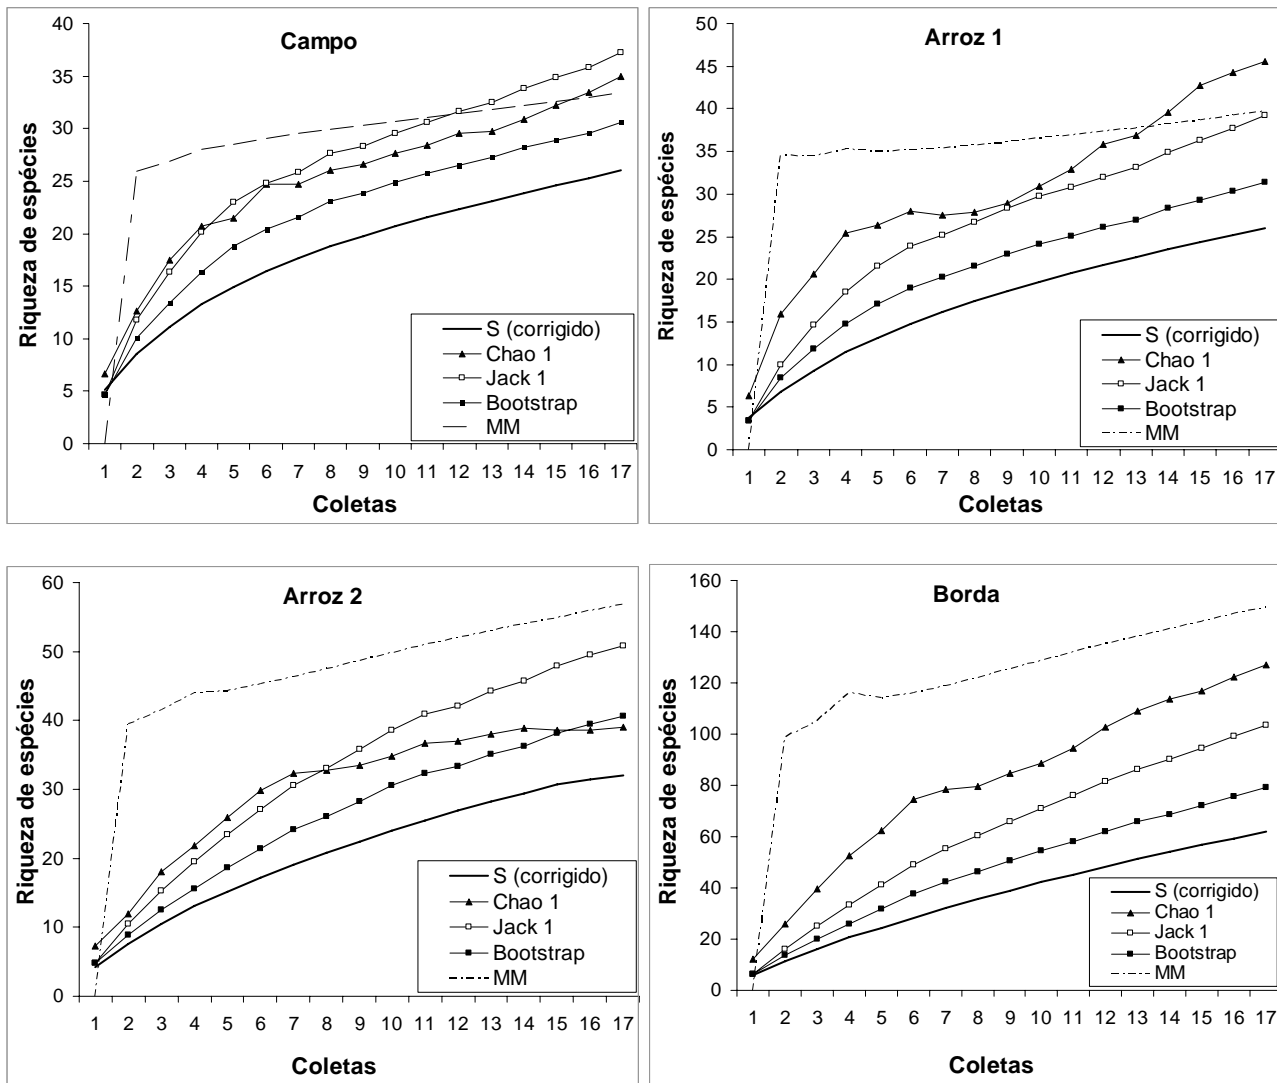 Campo
Riqueza de espécies
40
35
30
25
20
15
10
5
0
S (corrigido)
Chao 1
Jack 1
Bootstrap
MM
1 2 3 4 5 6 7 8 9 10 11 12 13 14 15 16 17
Coletas
Arroz 1
Riqueza de espécies
50
45
40
35
30
25
20
15
10
5
0
S (corrigido)
Chao 1
Jack 1
Bootstrap
MM
1 2 3 4 5 6 7 8 9 10 11 12 13 14 15 16 17
Coletas
Arroz 2
Riqueza de espécies
60
50
40
30
20
10
0
S (corrigido)
Chao 1
Jack 1
Bootstrap
MM
1 2 3 4 5 6 7 8 9 10 11 12 13 14 15 16 17
Coletas
Borda
Riqueza de espécies
160
140
120
100
80
60
40
20
0
S (corrigido)
Chao 1
Jack 1
Bootstrap
MM
1 2 3 4 5 6 7 8 9 10 11 12 13 14 15 16 17
Coletas